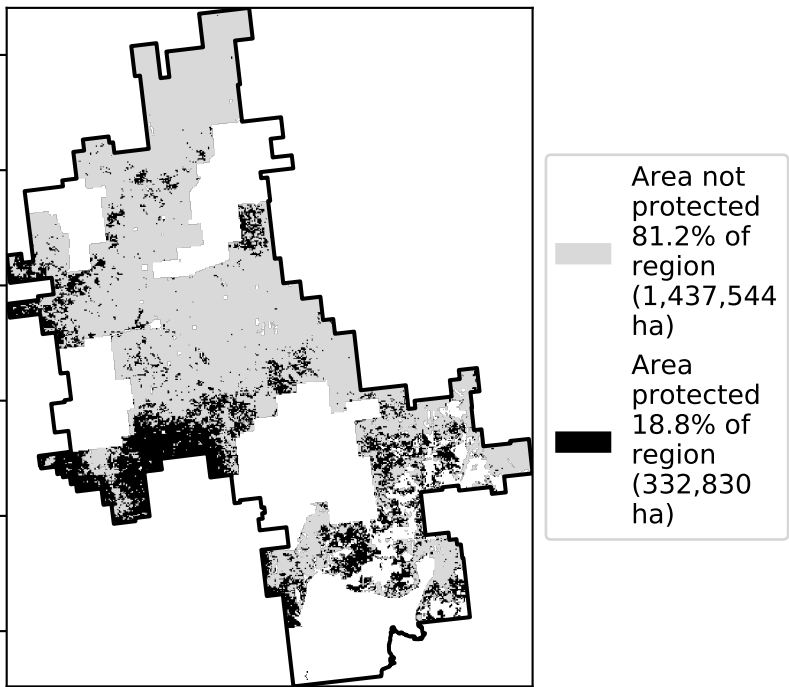 Area not
protected
81.2% of
region
(1,437,544
ha)
Area
protected
18.8% of
region
(332,830
ha)